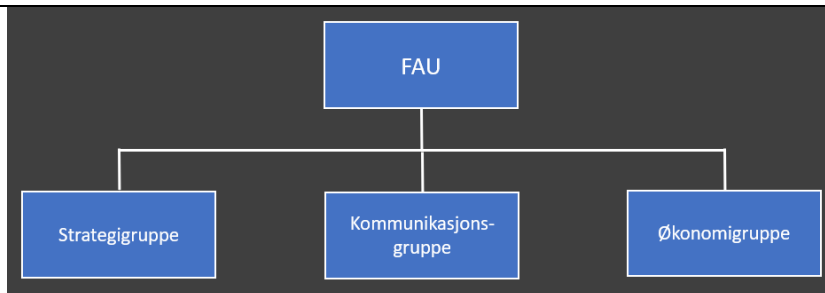 FAU
Strategigruppe
Kommunikasjons-
gruppe
Økonomigruppe